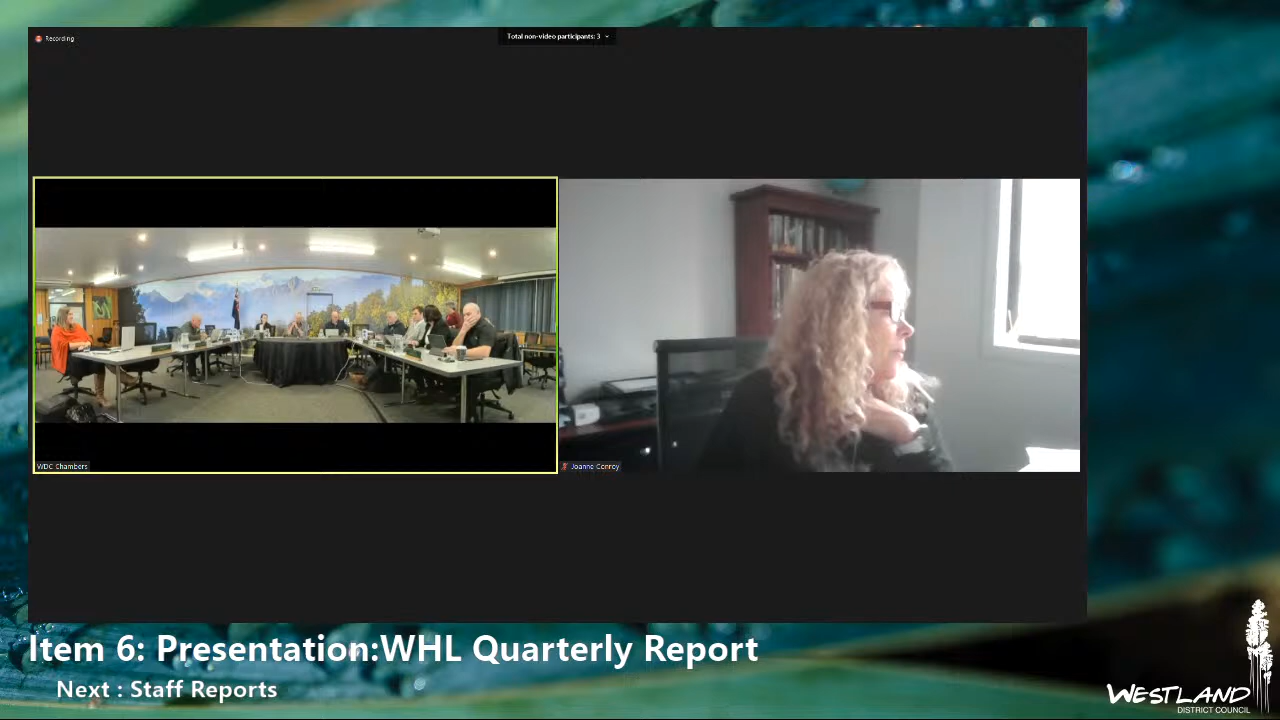 Recording
Total non-video participants: 3
WDC Chambers
Joanne Conroy
Item 6: Presentation:WHL Quarterly Report
Next : Staff Reports
WESTLAND
DISTRICT COUNCIL